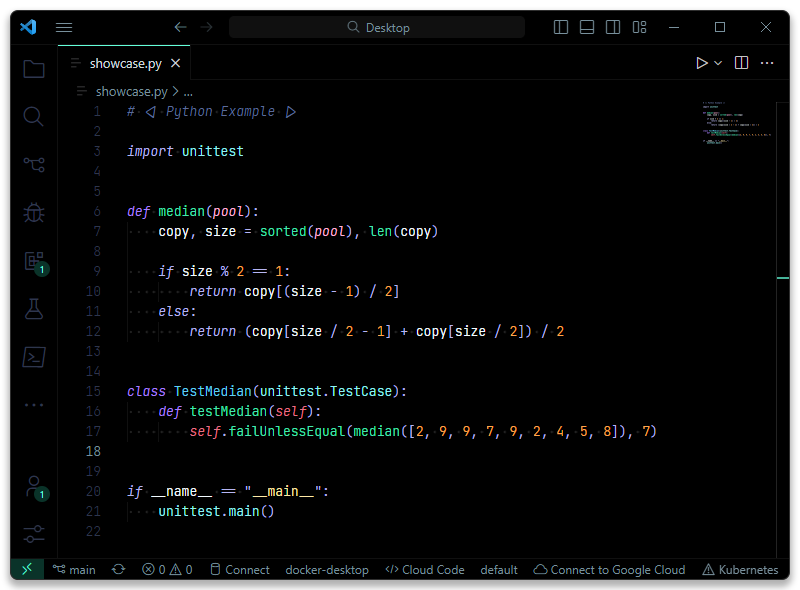 Desktop
showcase.py
showcase.py > ...
1 # ◁ Python Example ▷
2
3 import unittest
4
5
6 def median(pool):
7     copy, size = sorted(pool), len(copy)
8
9     if size % 2 == 1:
10         return copy[(size - 1) / 2]
11     else:
12         return (copy[size / 2 - 1] + copy[size / 2]) / 2
13
14
15 class TestMedian(unittest.TestCase):
16     def testMedian(self):
17         self.failUnlessEqual(median([2, 9, 9, 7, 9, 2, 4, 5, 8]), 7)
18
19
20 if __name__ == "__main__":
21     unittest.main()
22
1
1
main 0 0 Connect docker-desktop Cloud Code default Connect to Google Cloud Kubernetes